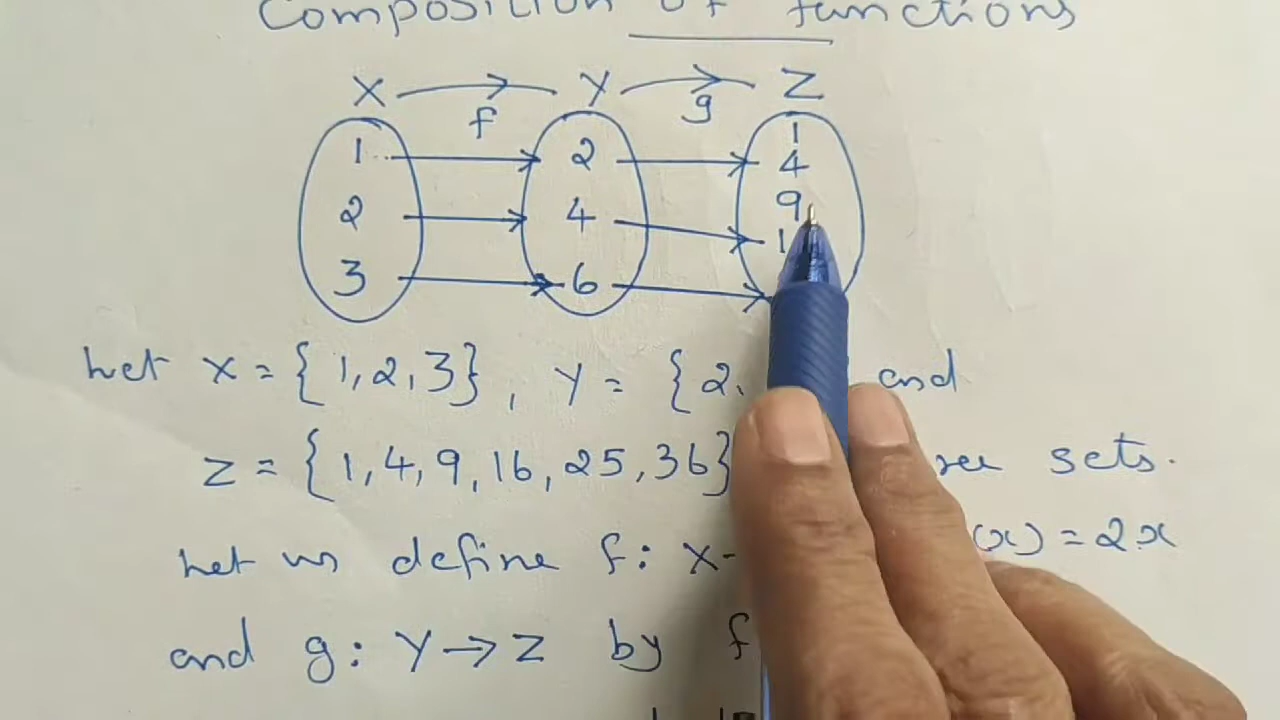 Composition of functions
X Y Z
f g
1 2 1
4
2 4 9
1
3 6
Let X = {1, 2, 3}, Y = {2, and
Z = {1, 4, 9, 16, 25, 36} sets.
Let us define f: X- (x) = 2x
and g: Y→Z by f